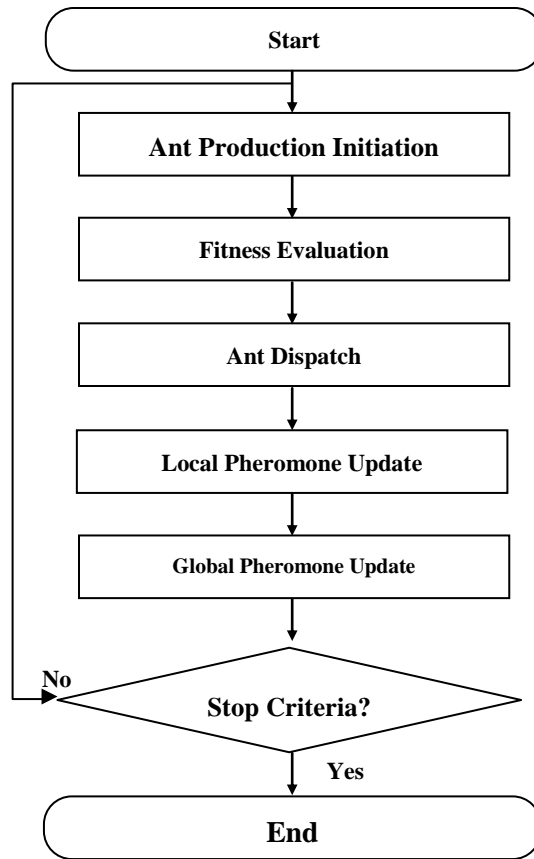 Start
Ant Production Initiation
Fitness Evaluation
Ant Dispatch
Local Pheromone Update
Global Pheromone Update
No
Stop Criteria?
Yes
End